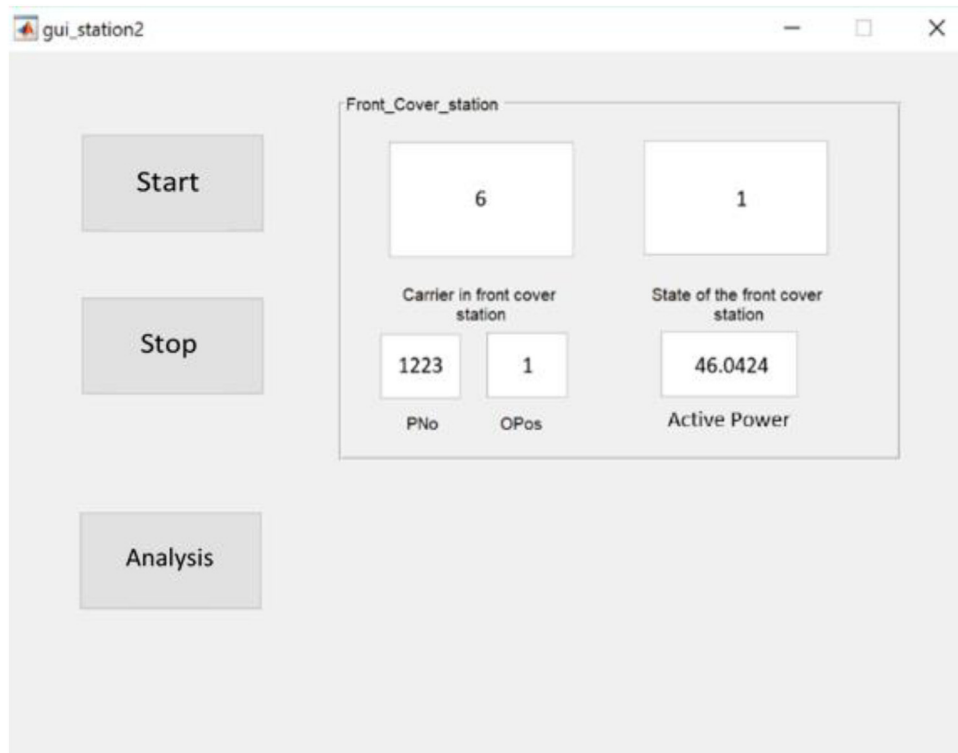 gui_station2
Start
Stop
Analysis
Front_Cover_station
6
1
Carrier in front cover
station
State of the front cover
station
1223
1
46.0424
PNo
OPos
Active Power